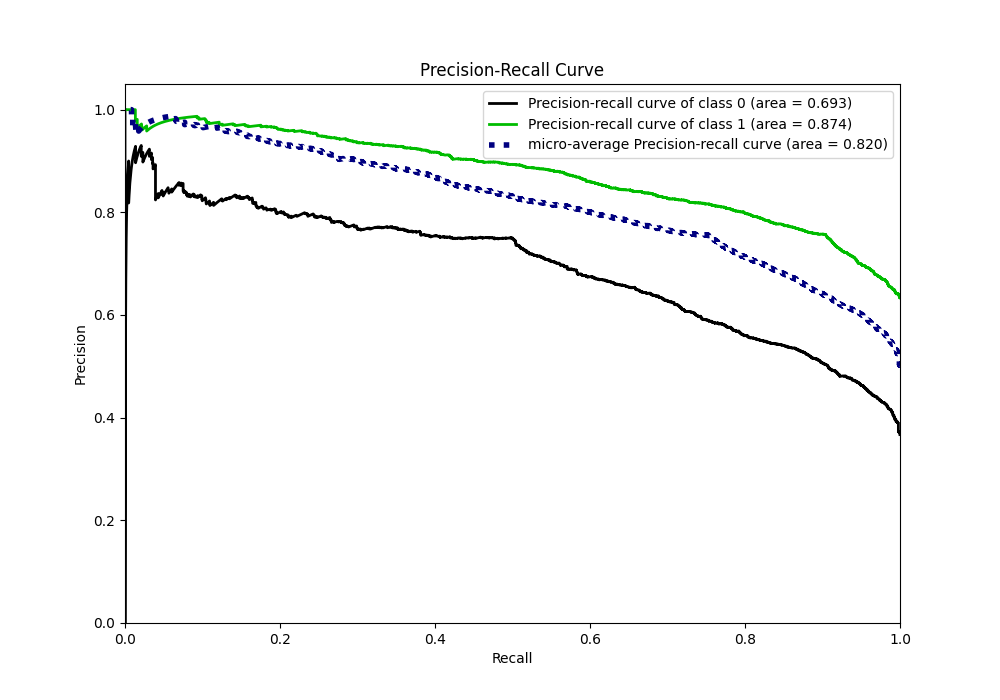 Precision-Recall Curve
Precision-recall curve of class 0 (area = 0.693)
Precision-recall curve of class 1 (area = 0.874)
micro-average Precision-recall curve (area = 0.820)
1.0
0.8
0.6
0.4
0.2
0.0
Precision
0.0 0.2 0.4 0.6 0.8 1.0
Recall